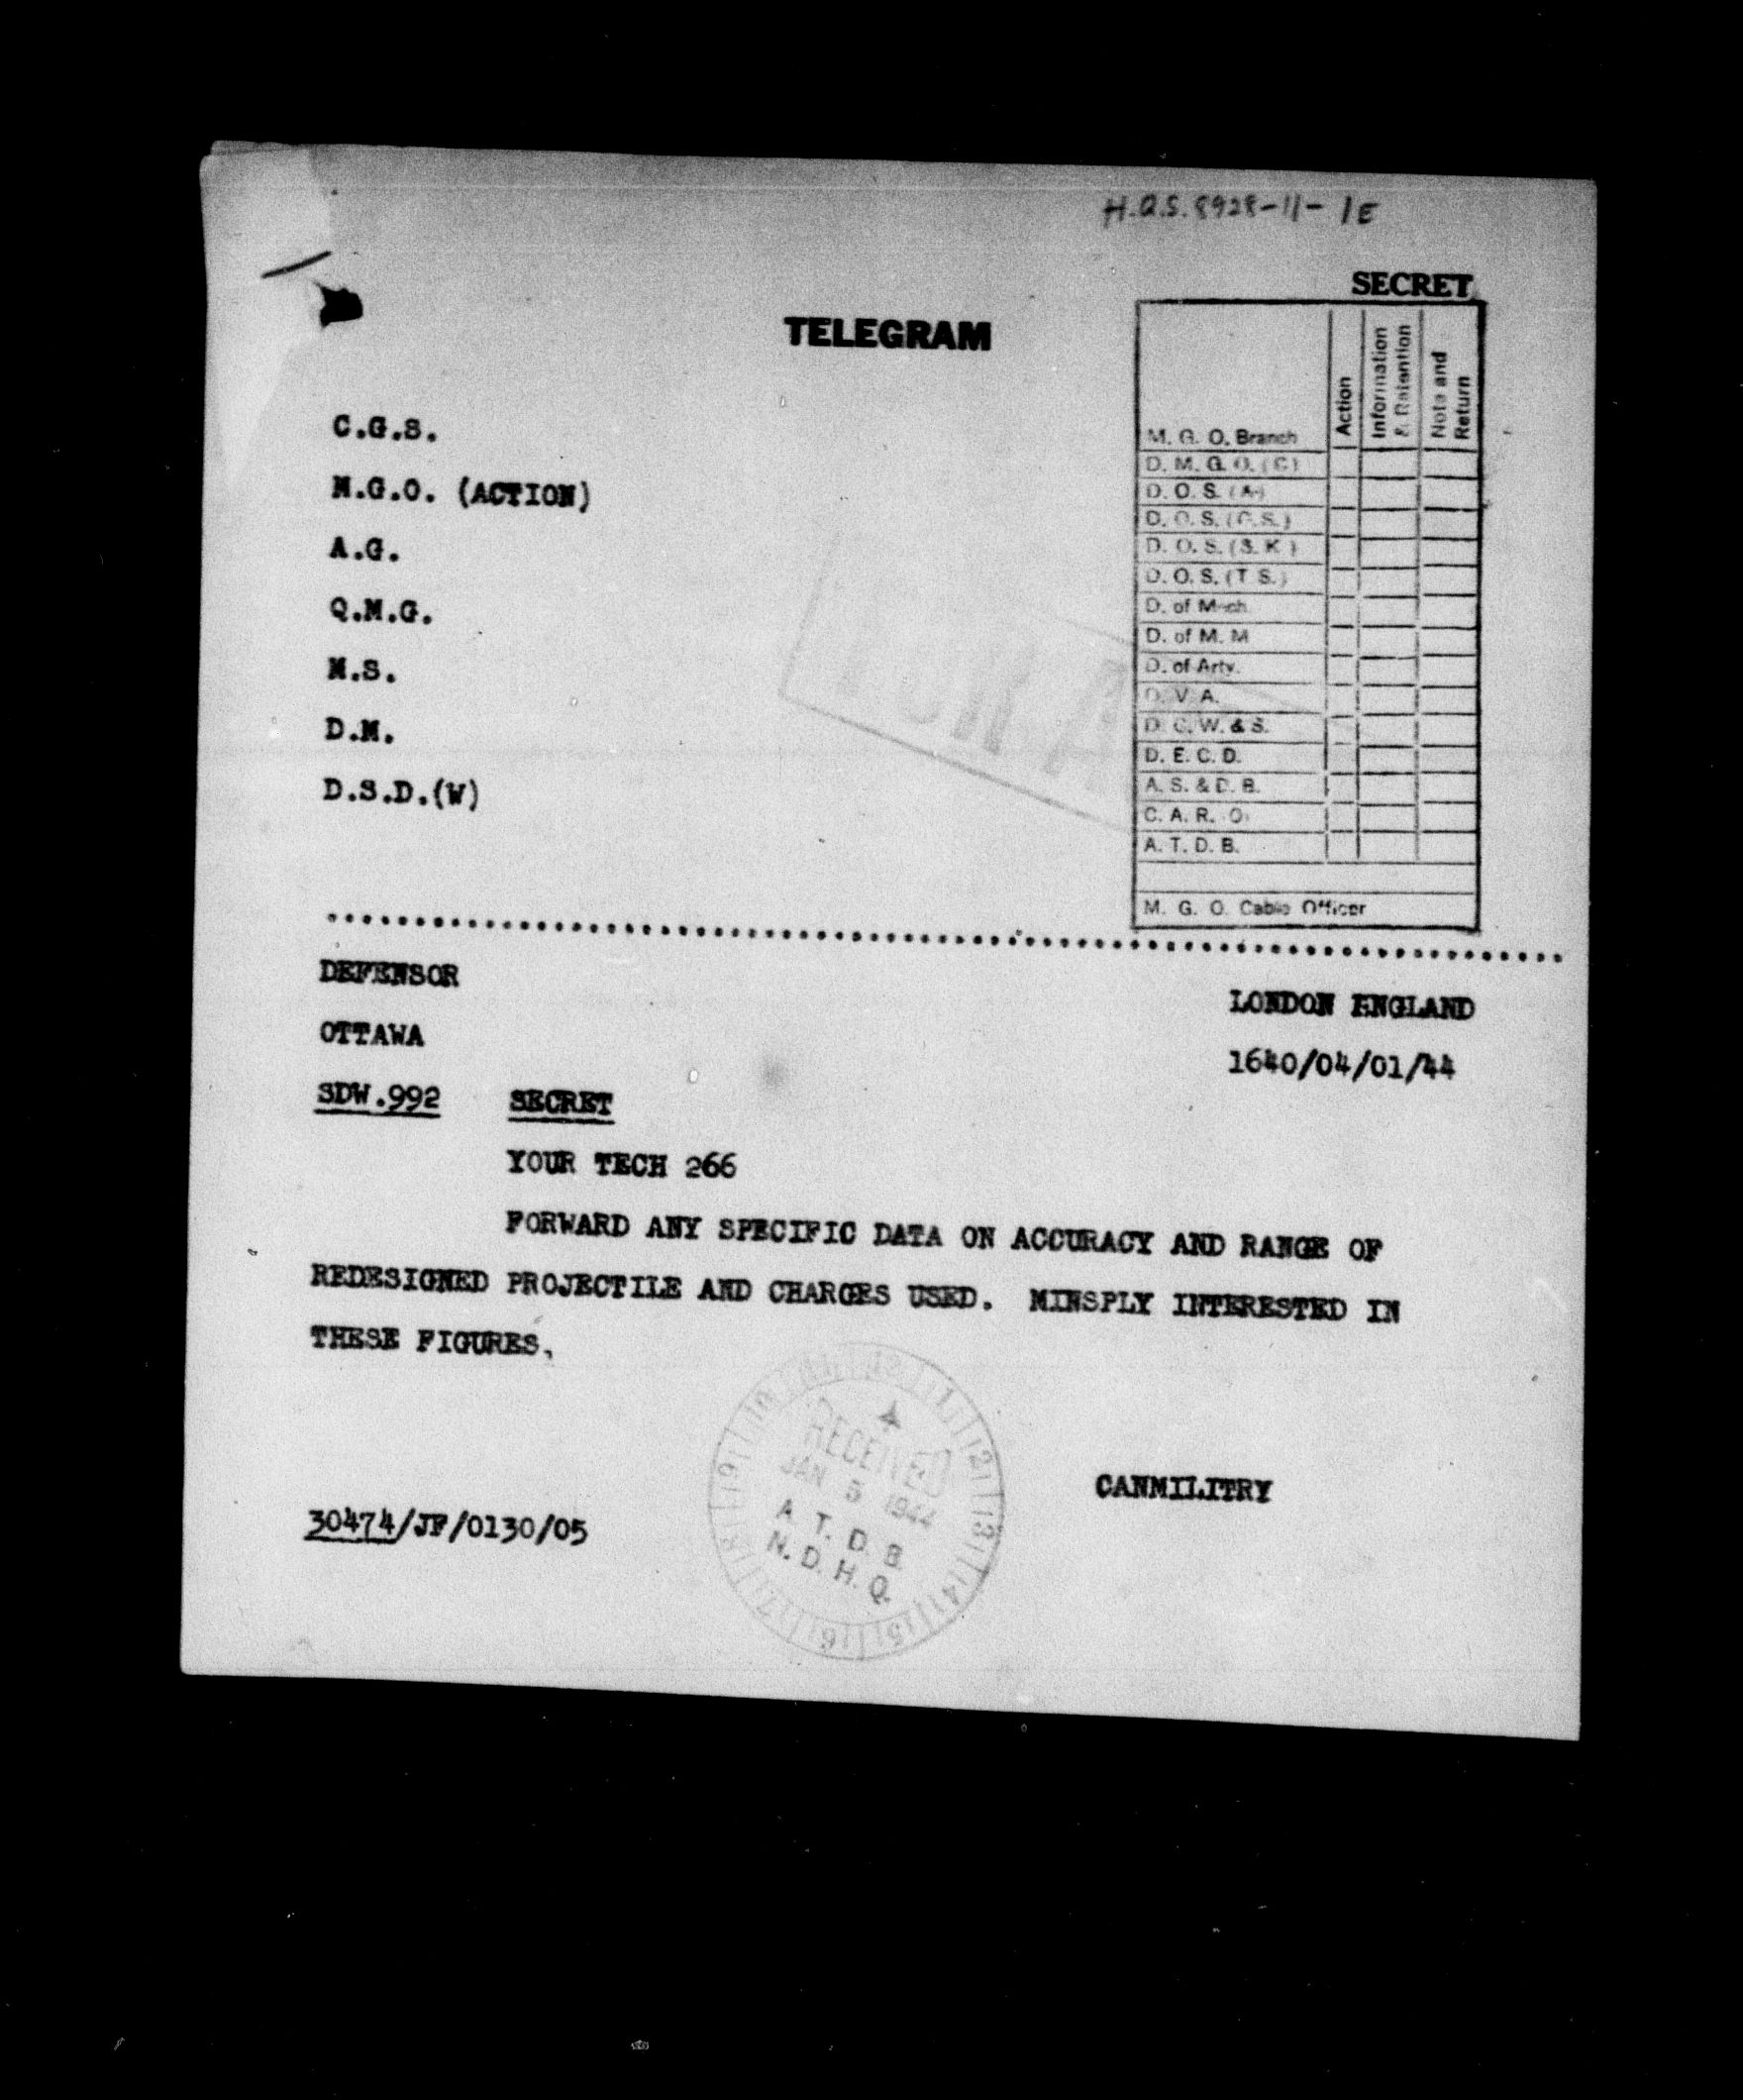 H.Q.S. 8928-11-1E
SECRET
TELEGRAM
Action
Information & Retention
Note and Return
M. G. O. Branch
D. M. G. O. (C)
D. O. S. (A)
D. O. S. (C.S.)
D. O. S. (S. K.)
D. O. S. (T. S.)
D. of Mech.
D. of M. M
D. of Arty.
D. V. A.
D. C. W. & S.
D. E. C. D.
A. S. & D. B.
C. A. R. O.
A. T. D. B.
M. G. O. Cable Officer
C.G.S.
M.G.O. (ACTION)
A.G.
Q.M.G.
M.S.
D.M.
D.S.D.(W)
DEFENSOR
LONDON ENGLAND
OTTAWA
1640/04/01/44
SDW.992 SECRET
YOUR TECH 266
FORWARD ANY SPECIFIC DATA ON ACCURACY AND RANGE OF
REDESIGNED PROJECTILE AND CHARGES USED. MINSPLY INTERESTED IN
THESE FIGURES.
RECEIVED
JAN 5 1944
A. T. D. B.
N. D. H. Q.
CANMILITRY
30474/JF/0130/05